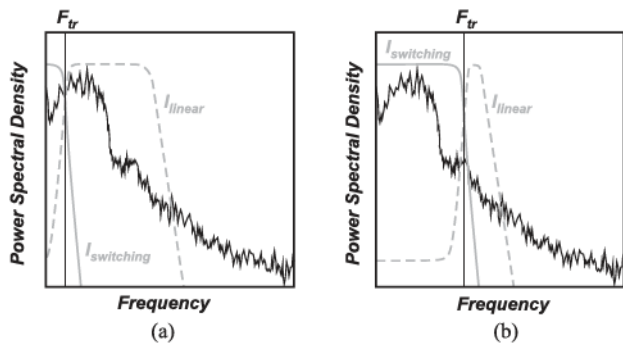 F_tr
Power Spectral Density
I_linear
I_switching
Frequency
(a)
F_tr
Power Spectral Density
I_switching
I_linear
Frequency
(b)